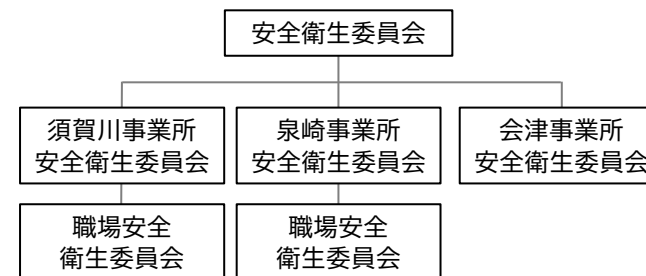 安全衛生委員会
須賀川事業所
安全衛生委員会
泉崎事業所
安全衛生委員会
会津事業所
安全衛生委員会
職場安全
衛生委員会
職場安全
衛生委員会